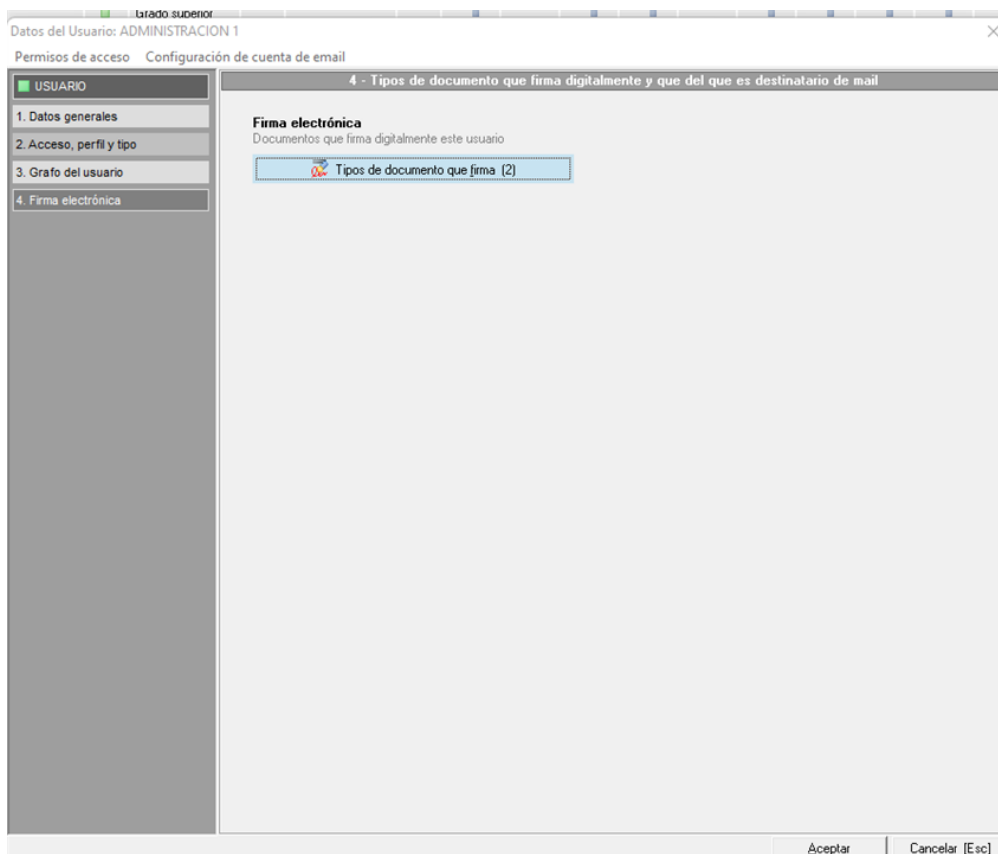 Grado superior
Datos del Usuario: ADMINISTRACION 1
Permisos de acceso Configuración de cuenta de email
USUARIO
4 - Tipos de documento que firma digitalmente y que del que es destinatario de mail
1. Datos generales
2. Acceso, perfil y tipo
3. Grafo del usuario
4. Firma electrónica
Firma electrónica
Documentos que firma digitalmente este usuario
Tipos de documento que firma (2)
Aceptar
Cancelar [Esc]